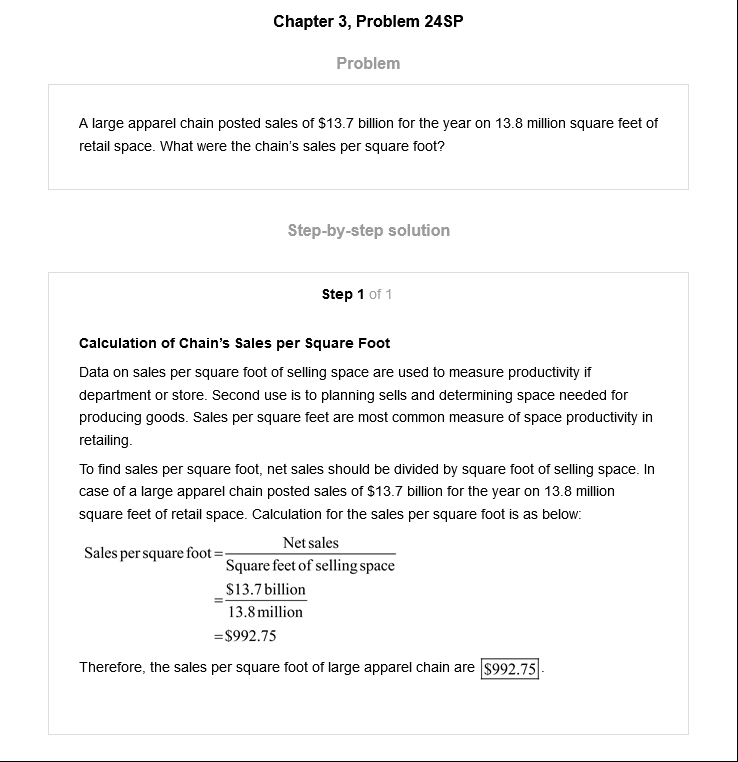 Chapter 3, Problem 24SP
Problem
A large apparel chain posted sales of $13.7 billion for the year on 13.8 million square feet of
retail space. What were the chain's sales per square foot?
Step-by-step solution
Step 1 of 1
Calculation of Chain's Sales per Square Foot
Data on sales per square foot of selling space are used to measure productivity if
department or store. Second use is to planning sells and determining space needed for
producing goods. Sales per square feet are most common measure of space productivity in
retailing.
To find sales per square foot, net sales should be divided by square foot of selling space. In
case of a large apparel chain posted sales of $13.7 billion for the year on 13.8 million
square feet of retail space. Calculation for the sales per square foot is as below:
Net sales
Sales per square foot =
Square feet of selling space
$13.7 billion
=
13.8 million
= $992.75
Therefore, the sales per square foot of large apparel chain are $992.75.